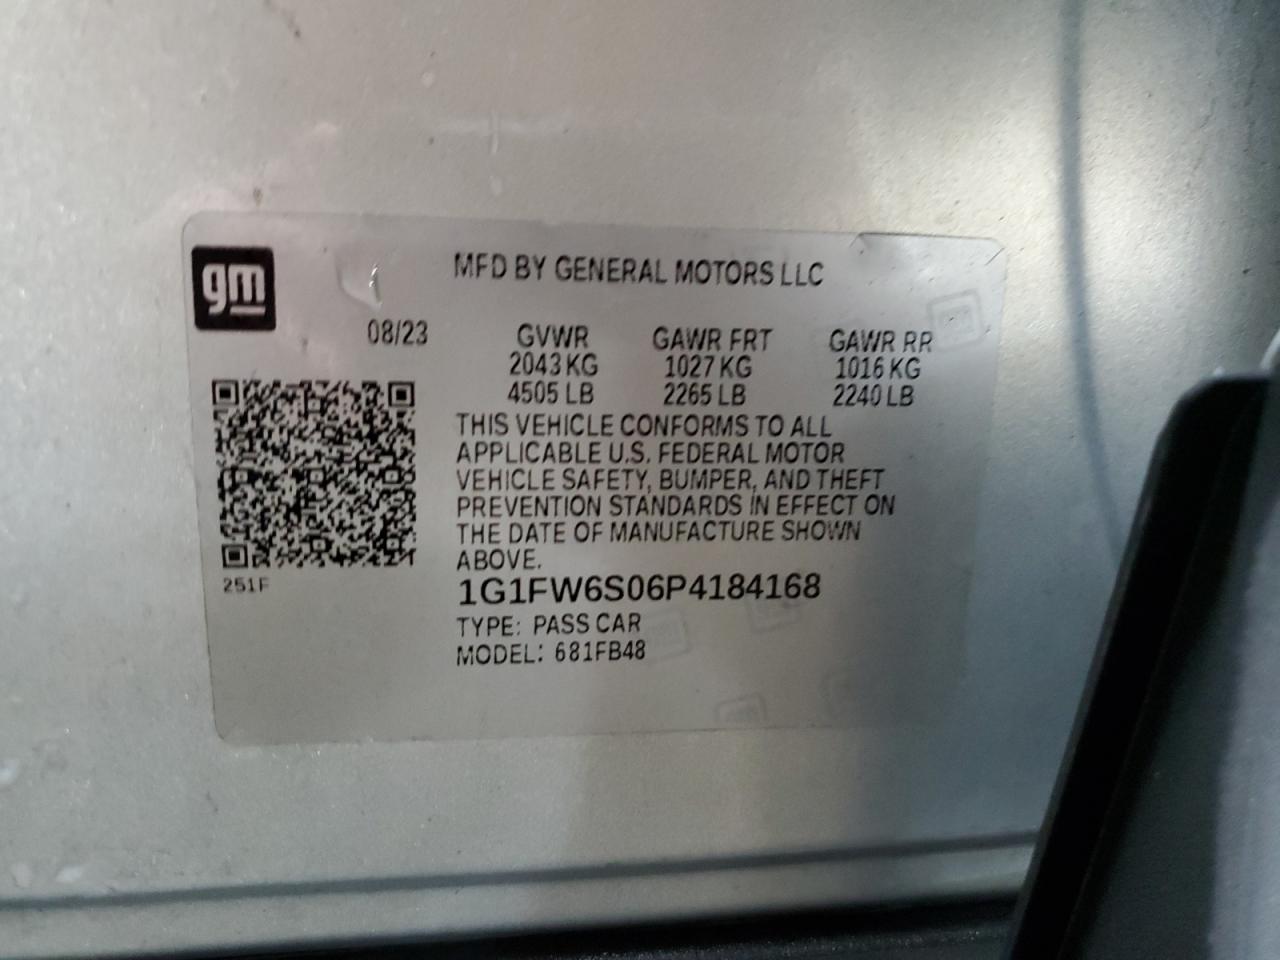 gm
MFD BY GENERAL MOTORS LLC
08/23 GVWR GAWR FRT GAWR RR
2043 KG 1027 KG 1016 KG
4505 LB 2265 LB 2240 LB
THIS VEHICLE CONFORMS TO ALL
APPLICABLE U.S. FEDERAL MOTOR
VEHICLE SAFETY, BUMPER, AND THEFT
PREVENTION STANDARDS IN EFFECT ON
THE DATE OF MANUFACTURE SHOWN
ABOVE.
251F
1G1FW6S06P4184168
TYPE: PASS CAR
MODEL: 681FB48